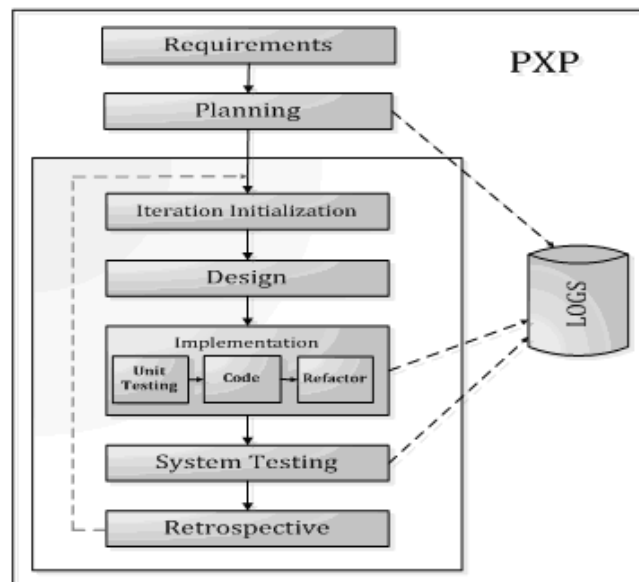 Requirements
PXP
Planning
Iteration Initialization
Design
Implementation
Unit
Testing
Code
Refactor
LOGS
System Testing
Retrospective